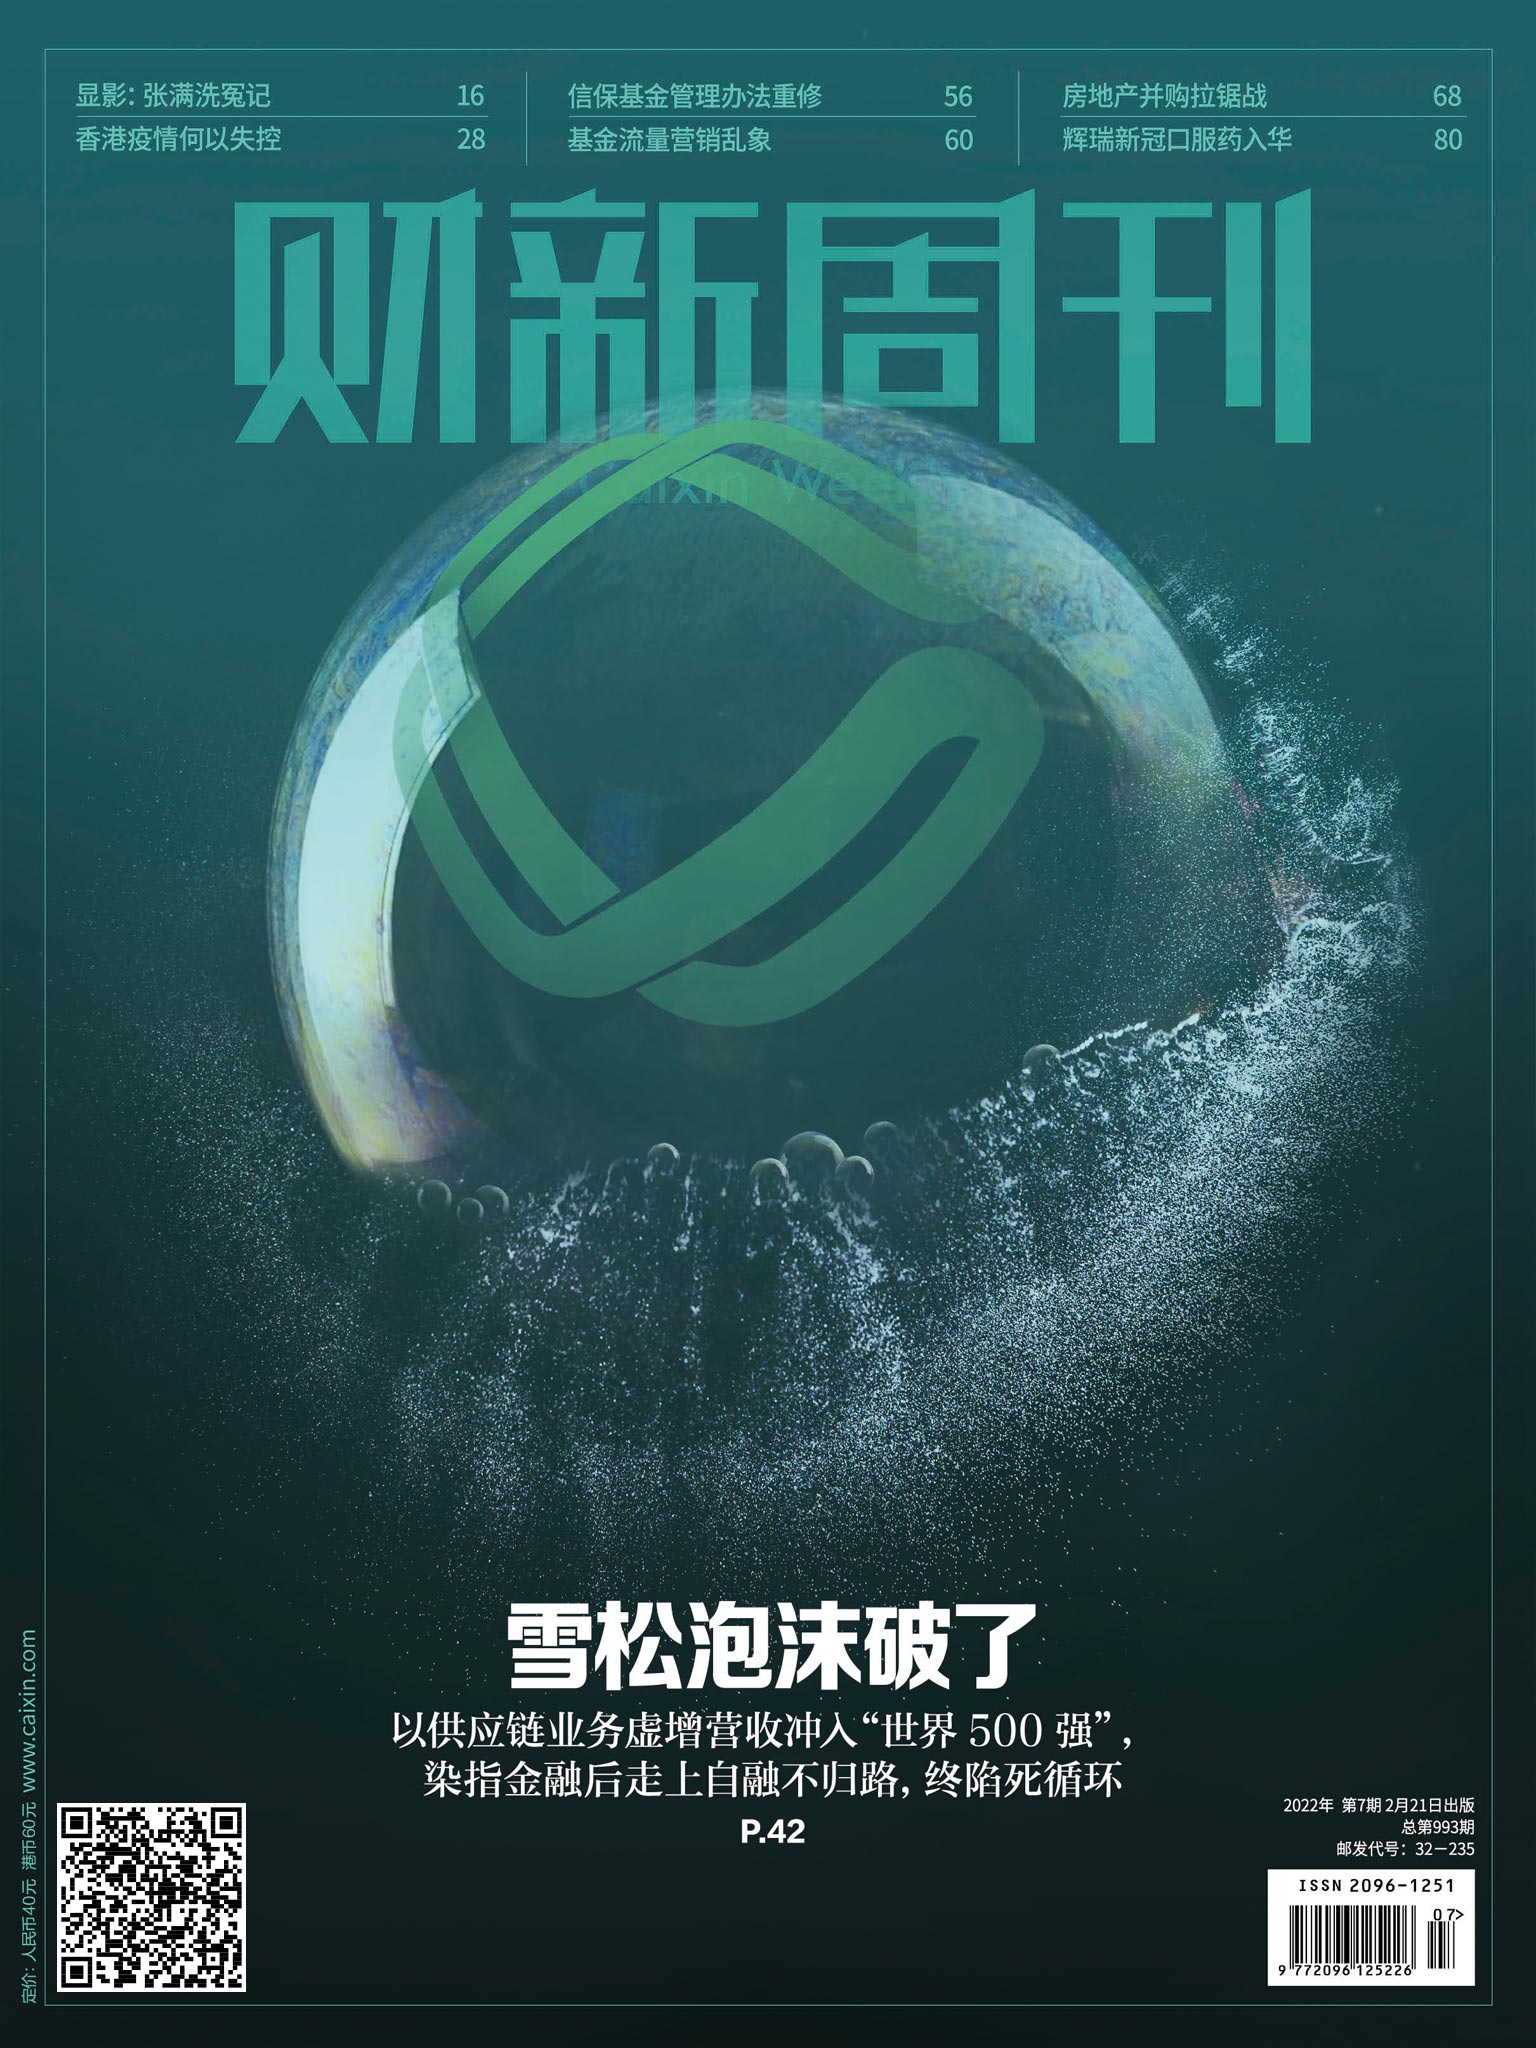 显影：张满洗冤记 16
香港疫情何以失控 28
信保基金管理办法重修 56
基金流量营销乱象 60
房地产并购拉锯战 68
辉瑞新冠口服药入华 80
财新周刊
Caixin Weekly
雪松泡沫破了
以供应链业务虚增营收冲入“世界 500 强”，
染指金融后走上自融不归路，终陷死循环
P.42
定价：人民币40元 港币60元 www.caixin.com
2022年 第7期 2月21日出版
总第993期
邮发代号：32－235
ISSN 2096-1251
07>
9 772096 125226